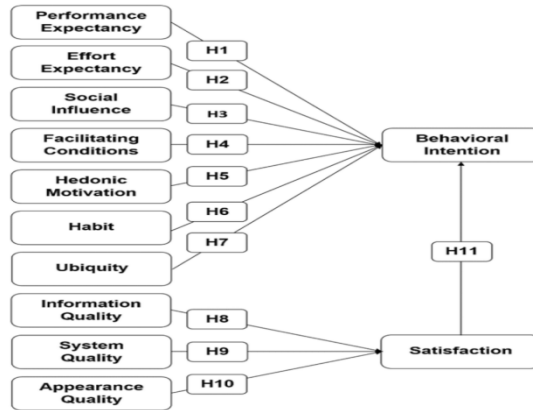 Performance
Expectancy
H1
Effort
Expectancy
H2
Social
Influence
H3
Facilitating
Conditions
H4
Behavioral
Intention
Hedonic
Motivation
H5
Habit
H6
Ubiquity
H7
H11
Information
Quality
H8
System
Quality
H9
Satisfaction
Appearance
Quality
H10